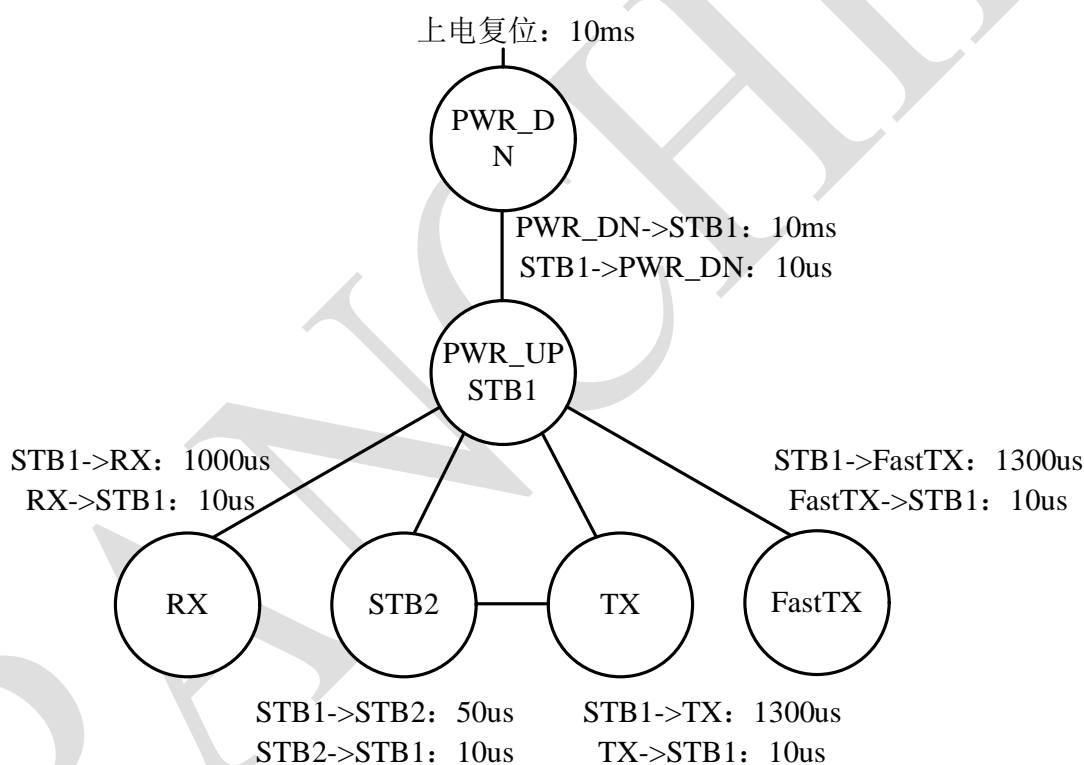 上电复位：10ms
PWR_D
N
PWR_DN->STB1：10ms
STB1->PWR_DN：10us
PWR_UP
STB1
STB1->RX：1000us
RX->STB1：10us
STB1->FastTX：1300us
FastTX->STB1：10us
RX
STB2
TX
FastTX
STB1->STB2：50us
STB2->STB1：10us
STB1->TX：1300us
TX->STB1：10us